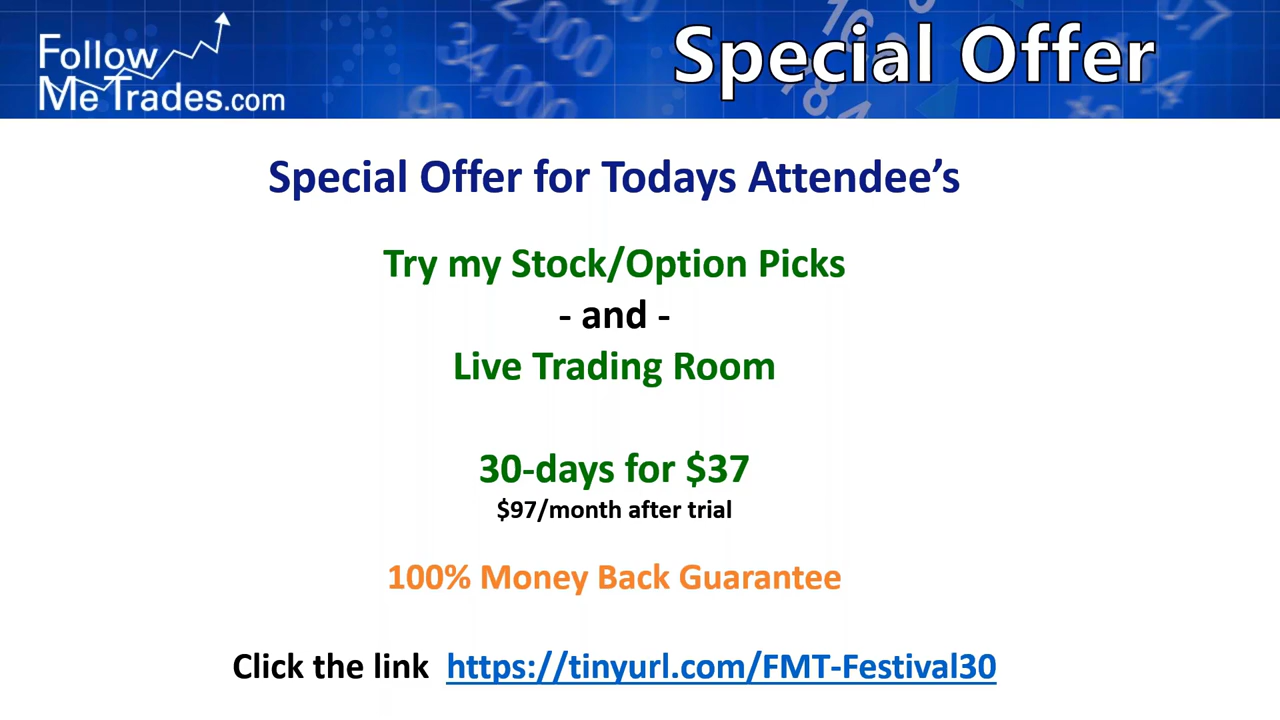 Follow
Me Trades.com
Special Offer
Special Offer for Todays Attendee’s
Try my Stock/Option Picks
- and -
Live Trading Room
30-days for $37
$97/month after trial
100% Money Back Guarantee
Click the link https://tinyurl.com/FMT-Festival30